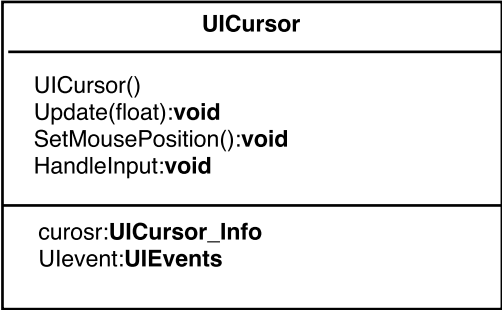 UICursor
UICursor()
Update(float):void
SetMousePosition():void
HandleInput:void
curosr:UICursor_Info
UIevent:UIEvents